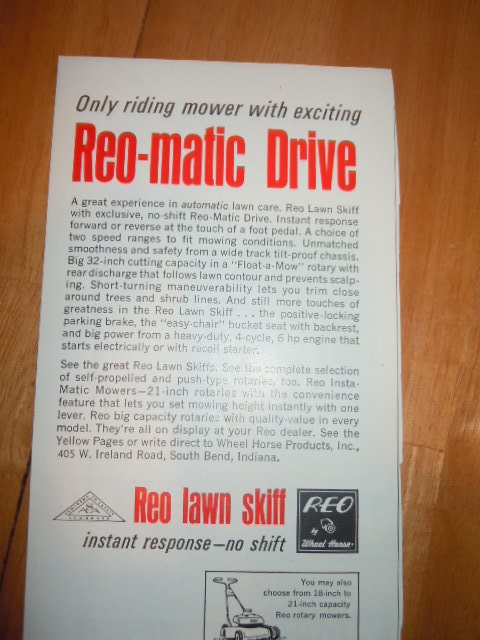 Only riding mower with exciting
Reo-matic Drive
A great experience in automatic lawn care. Reo Lawn Skiff
with exclusive, no-shift Reo-Matic Drive. Instant response
forward or reverse at the touch of a foot pedal. A choice of
two speed ranges to fit mowing conditions. Unmatched
smoothness and safety from a wide track tilt-proof chassis.
Big 32-inch cutting capacity in a "Float-a-Mow" rotary with
rear discharge that follows lawn contour and prevents scalp-
ing. Short-turning maneuverability lets you trim close
around trees and shrub lines. And still more touches of
greatness in the Reo Lawn Skiff . . . the positive-locking
parking brake, the "easy-chair" bucket seat with backrest,
and big power from a heavy-duty, 4-cycle, 6 hp engine that
starts electrically or with recoil starter.
See the great Reo Lawn Skiffs. See the complete selection
of self-propelled and push-type rotaries, too. Reo Insta-
Matic Mowers—21-inch rotaries with the convenience
feature that lets you set mowing height instantly with one
lever. Reo big capacity rotaries with quality-value in every
model. They're all on display at your Reo dealer. See the
Yellow Pages or write direct to Wheel Horse Products, Inc.,
405 W. Ireland Road, South Bend, Indiana.
Reo lawn skiff
instant response—no shift
REO
by
Wheel Horse
You may also
choose from 18-inch to
21-inch capacity
Reo rotary mowers.